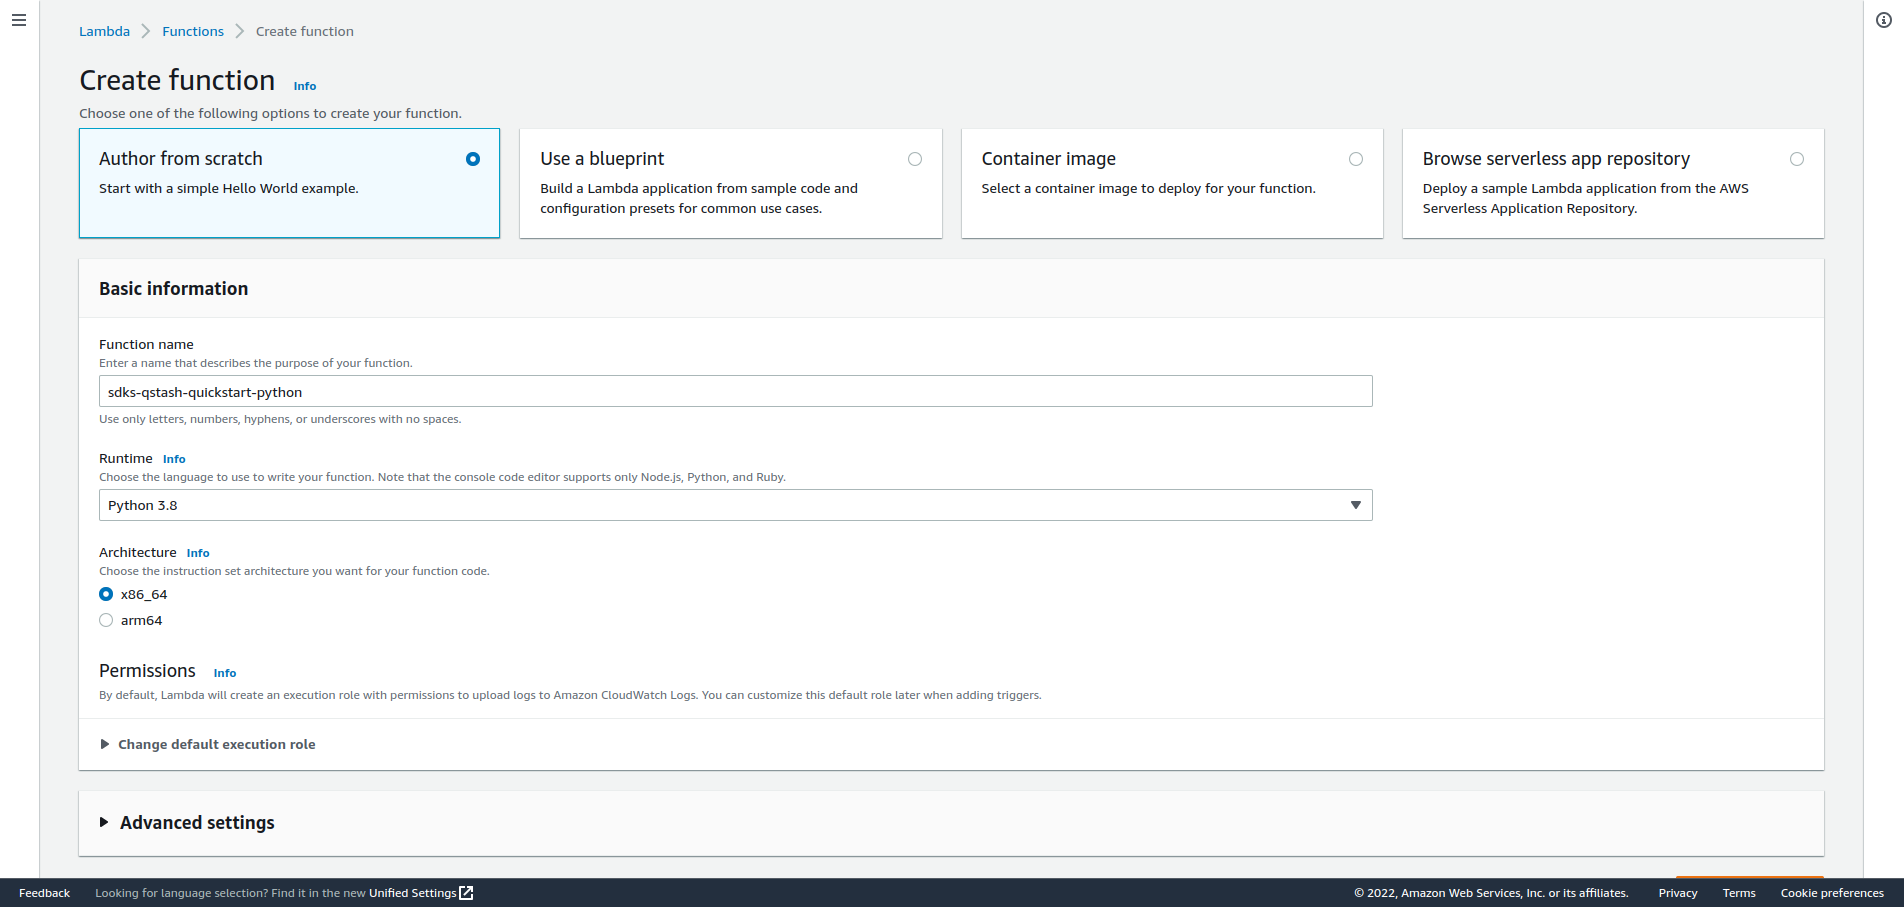 Lambda > Functions > Create function
Create function Info
Choose one of the following options to create your function.
Author from scratch
Start with a simple Hello World example.
Use a blueprint
Build a Lambda application from sample code and
configuration presets for common use cases.
Container image
Select a container image to deploy for your function.
Browse serverless app repository
Deploy a sample Lambda application from the AWS
Serverless Application Repository.
Basic information
Function name
Enter a name that describes the purpose of your function.
sdks-qstash-quickstart-python
Use only letters, numbers, hyphens, or underscores with no spaces.
Runtime Info
Choose the language to use to write your function. Note that the console code editor supports only Node.js, Python, and Ruby.
Python 3.8
Architecture Info
Choose the instruction set architecture you want for your function code.
x86_64
arm64
Permissions Info
By default, Lambda will create an execution role with permissions to upload logs to Amazon CloudWatch Logs. You can customize this default role later when adding triggers.
Change default execution role
Advanced settings
Feedback Looking for language selection? Find it in the new Unified Settings © 2022, Amazon Web Services, Inc. or its affiliates. Privacy Terms Cookie preferences